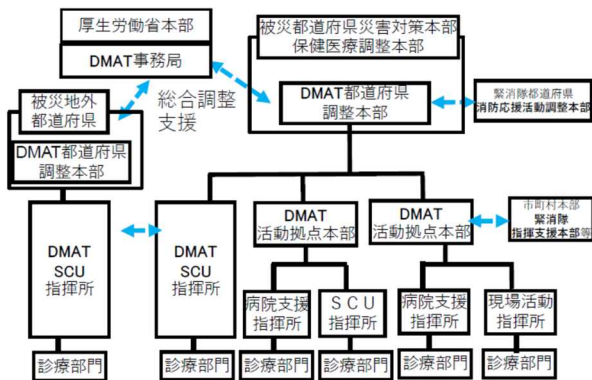 厚生労働省本部
DMAT事務局
被災都道府県災害対策本部
保健医療調整本部
総合調整
支援
DMAT都道府県
調整本部
緊消隊都道府県
消防応援活動調整本部
被災地外
都道府県
DMAT都道府県
調整本部
DMAT
SCU
指揮所
DMAT
SCU
指揮所
DMAT
活動拠点本部
DMAT
活動拠点本部
市町村本部
緊消隊
指揮支援本部等
病院支援
指揮所
ＳＣＵ
指揮所
病院支援
指揮所
現場活動
指揮所
診療部門
診療部門
診療部門
診療部門
診療部門
診療部門